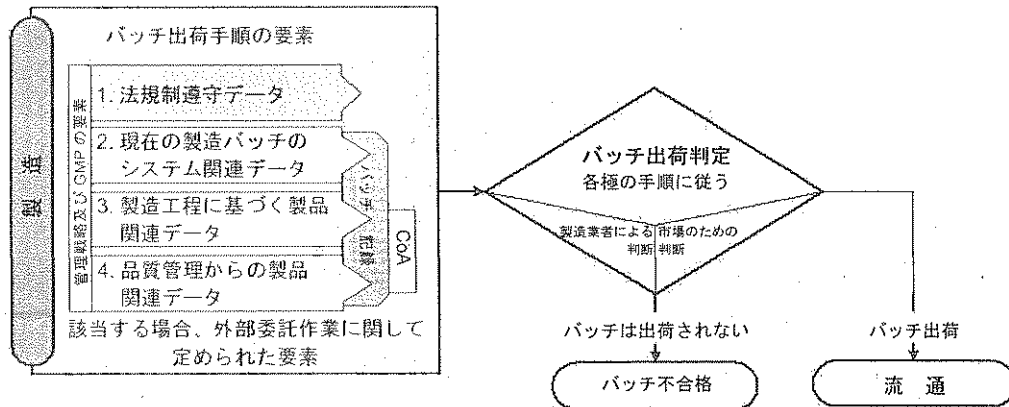 バッチ出荷手順の要素
製造
管理戦略及びGMPの要素
1. 法規制遵守データ
2. 現在の製造バッチの
システム関連データ
3. 製造工程に基づく製品
関連データ
4. 品質管理からの製品
関連データ
バッチ記録
CoA
該当する場合、外部委託作業に関して
定められた要素
バッチ出荷判定
各極の手順に従う
製造業者による
判断
市場のための
判断
バッチは出荷されない
バッチ出荷
バッチ不合格
流 通